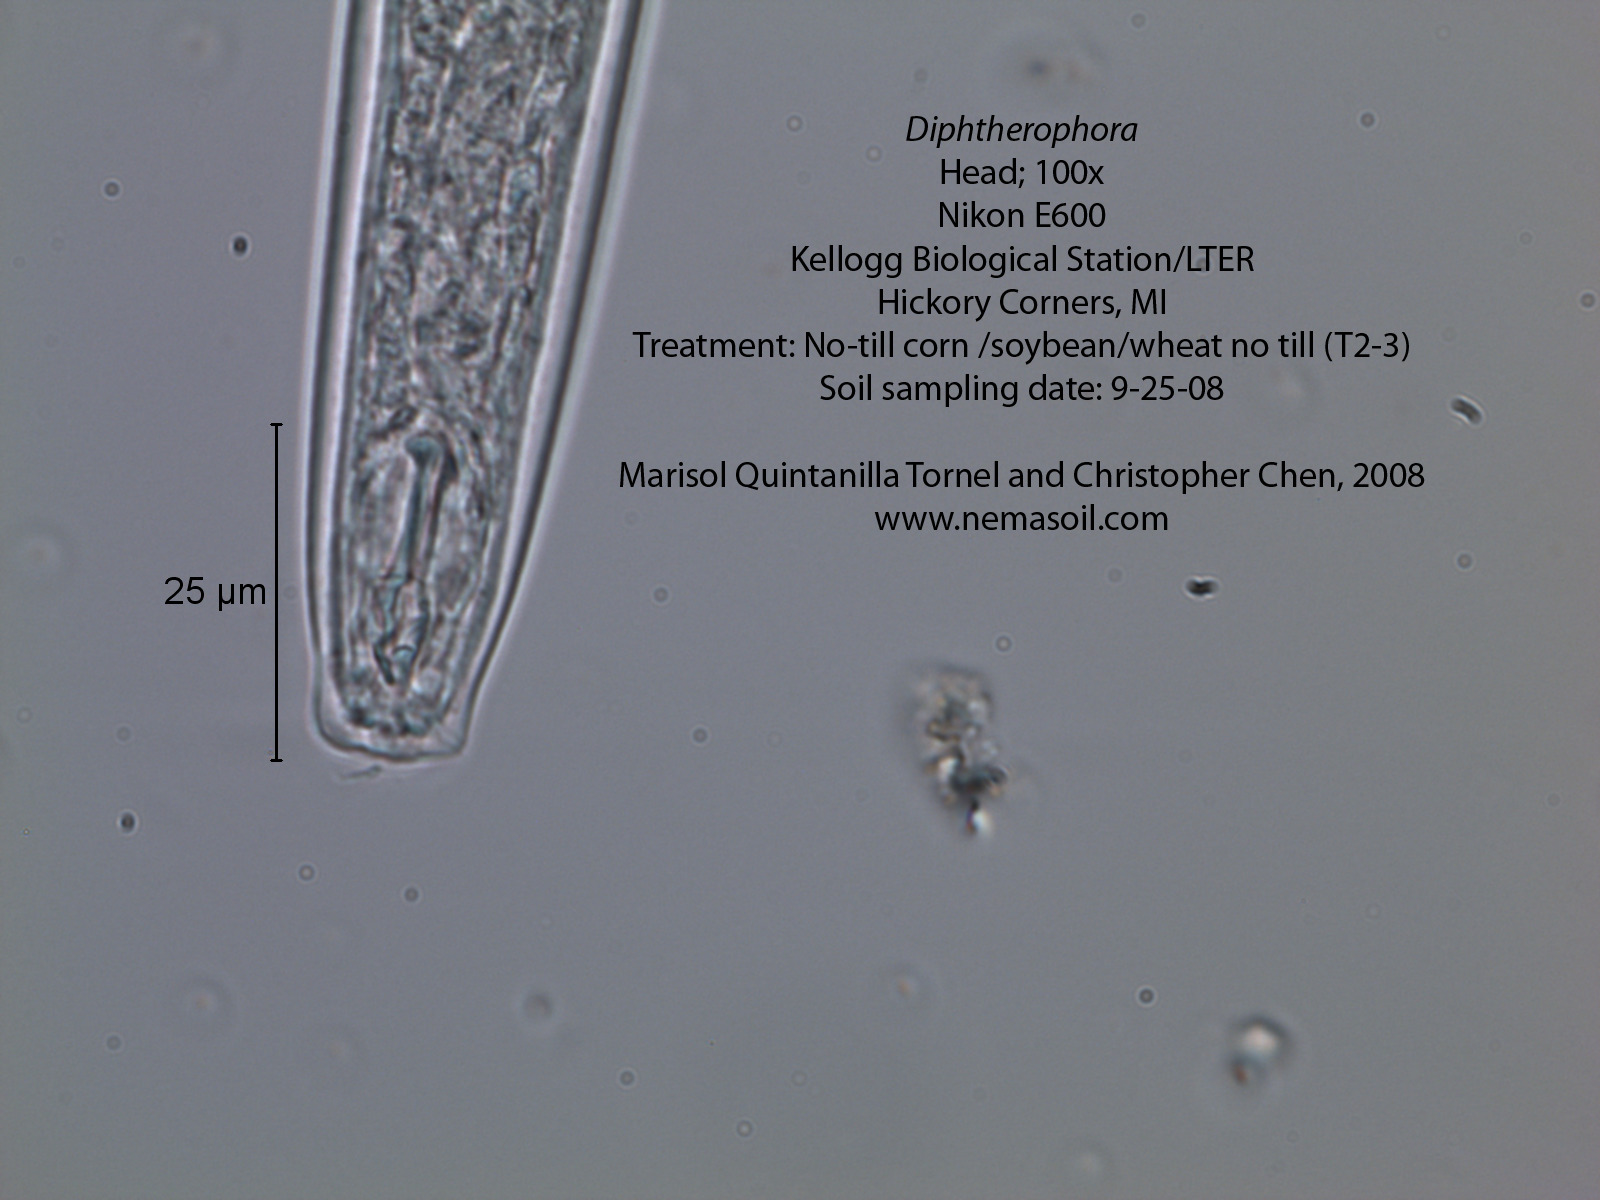 Diphtherophora
Head; 100x
Nikon E600
Kellogg Biological Station/LTER
Hickory Corners, MI
Treatment: No-till corn /soybean/wheat no till (T2-3)
Soil sampling date: 9-25-08
Marisol Quintanilla Tornel and Christopher Chen, 2008
www.nemasoil.com
25 µm